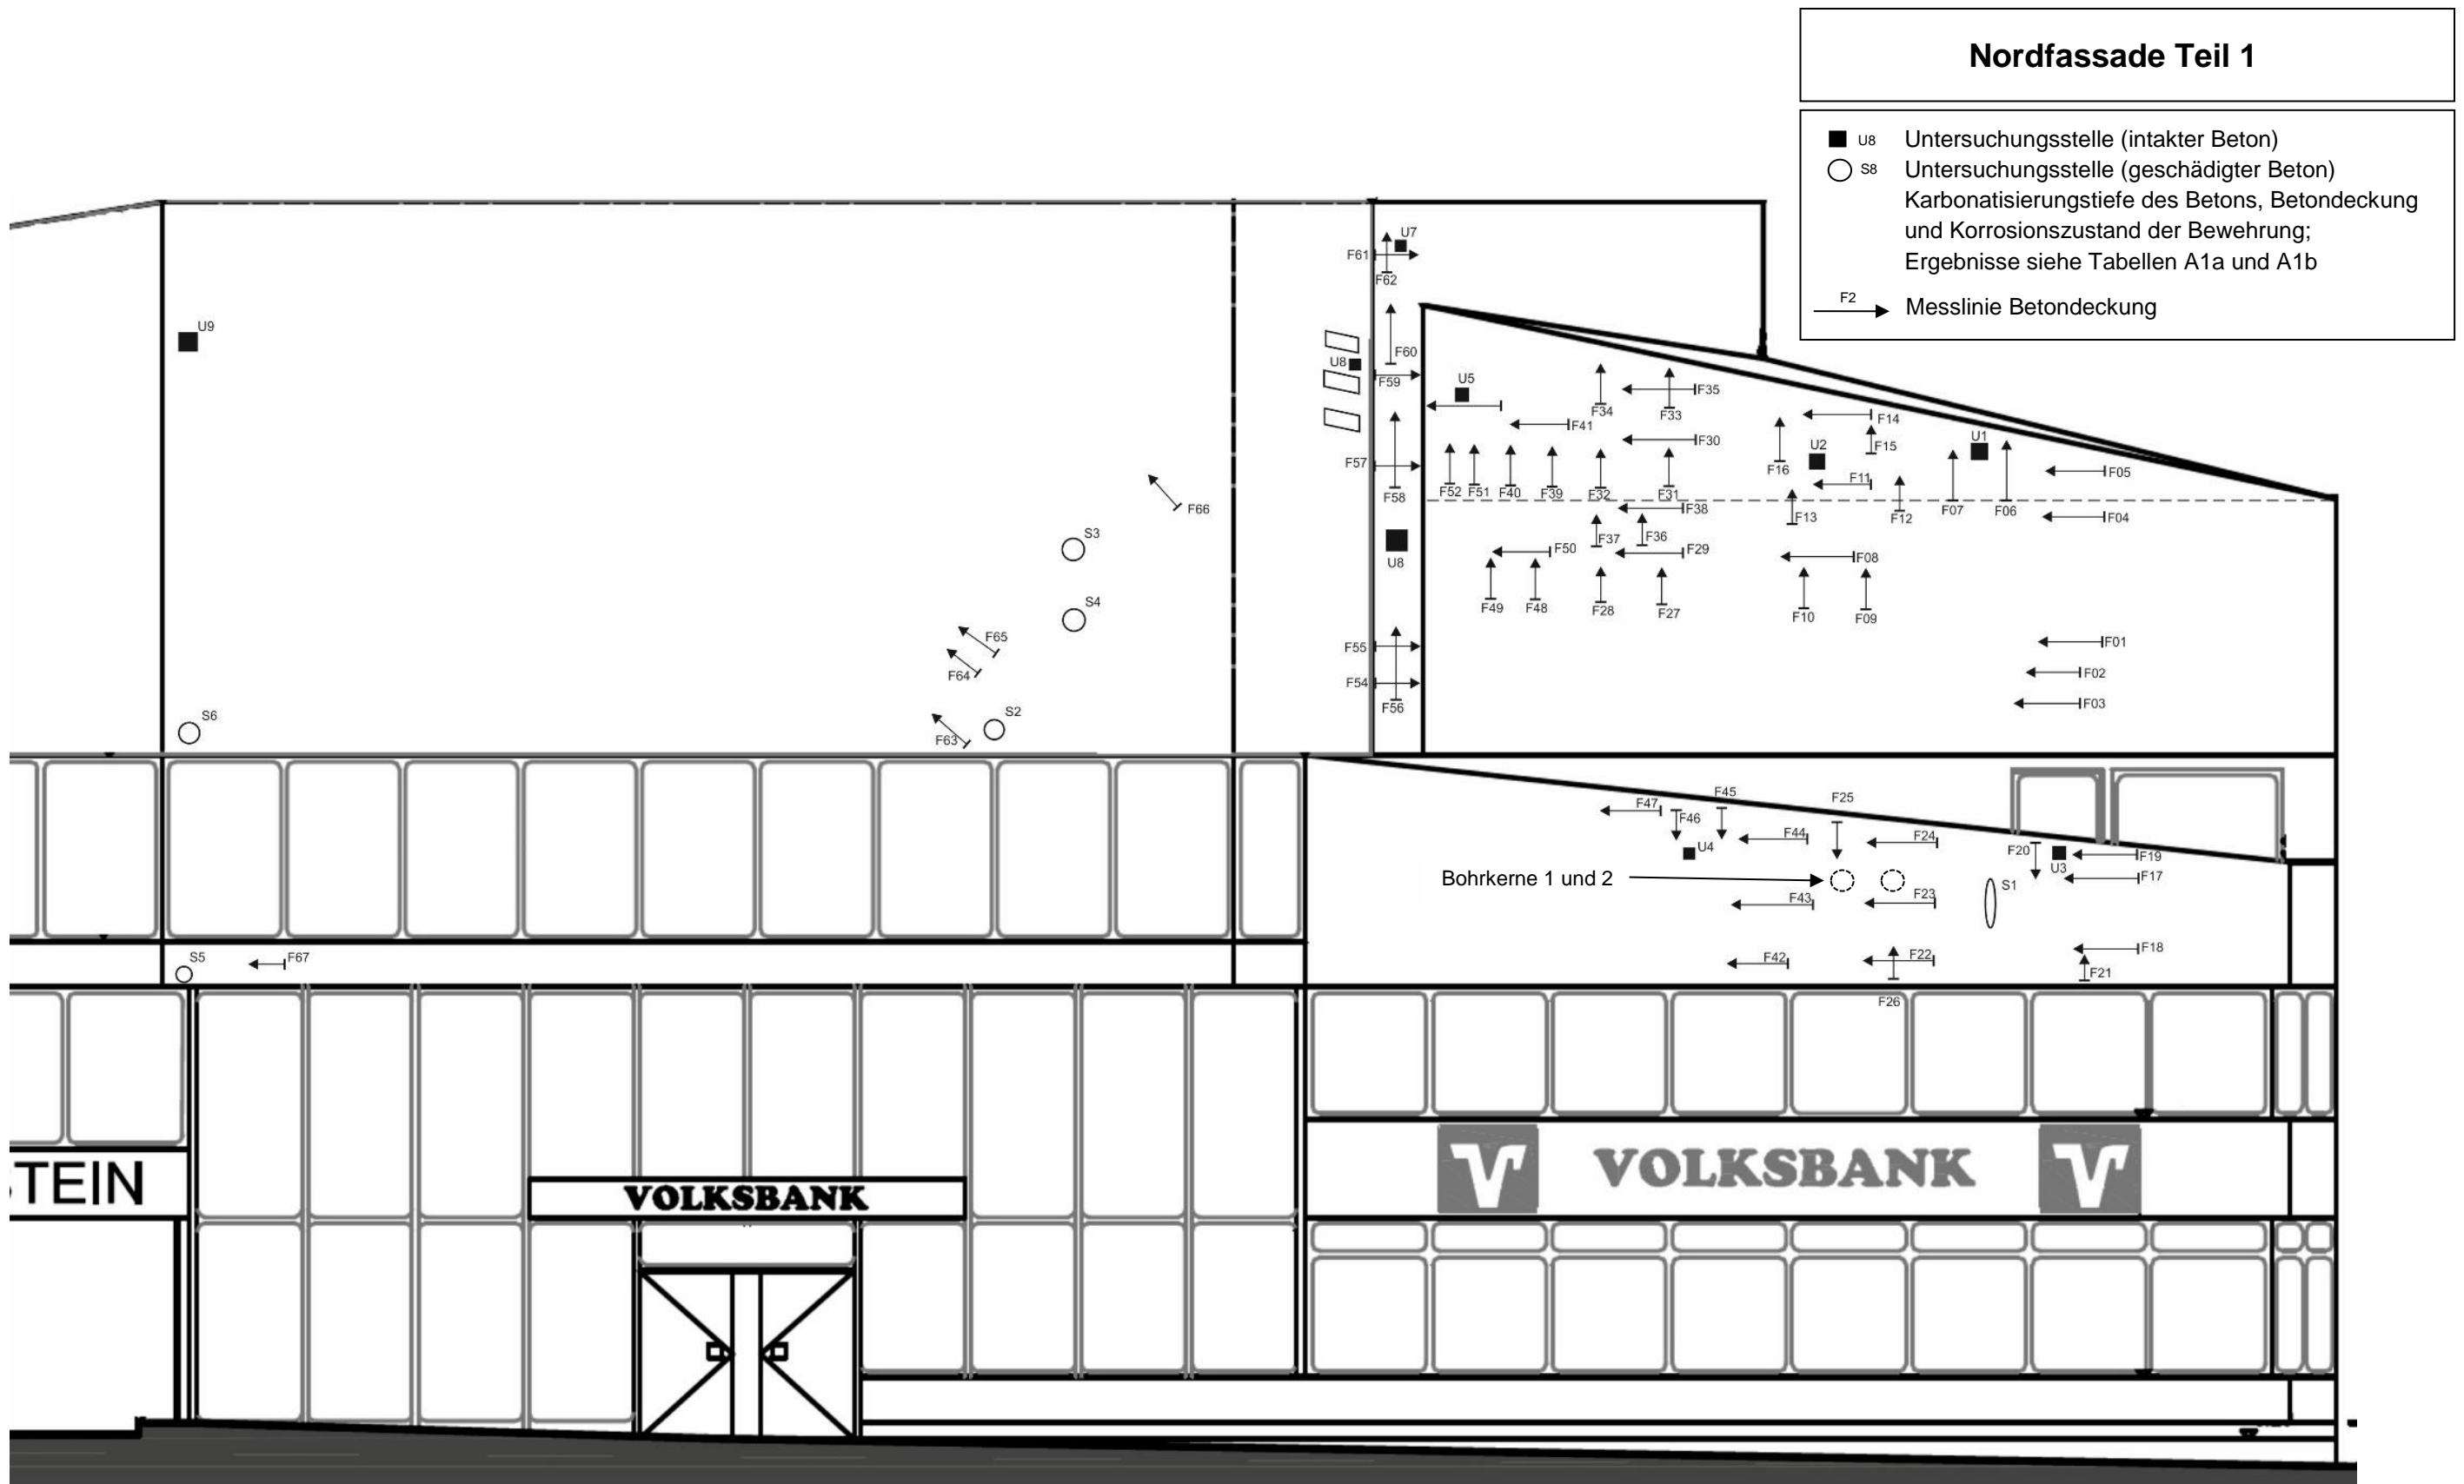 Nordfassade Teil 1
U8 Untersuchungsstelle (intakter Beton)
S8 Untersuchungsstelle (geschädigter Beton)
Karbonatisierungstiefe des Betons, Betondeckung
und Korrosionszustand der Bewehrung;
Ergebnisse siehe Tabellen A1a und A1b
F2 Messlinie Betondeckung
U7
F61
F62
U9
F60
U8
F59
U5
F35
F34
F33
F14
F41
U1
F30
U2
F15
F57
F16
F05
F11
F58
F52
F51
F40
F39
F32
F31
F66
F38
F13
F12
F07
F06
F04
S3
F37
F36
F50
F29
F08
U8
S4
F49
F48
F28
F27
F10
F09
F65
F55
F01
F64
F54
F02
F56
F03
S6
S2
F63
F45
F25
F47
F46
F44
F24
U4
F20
F19
U3
Bohrkerne 1 und 2
F17
S1
F43
F23
F18
S5
F67
F42
F22
F21
F26
VOLKSBANK
TEIN
VOLKSBANK